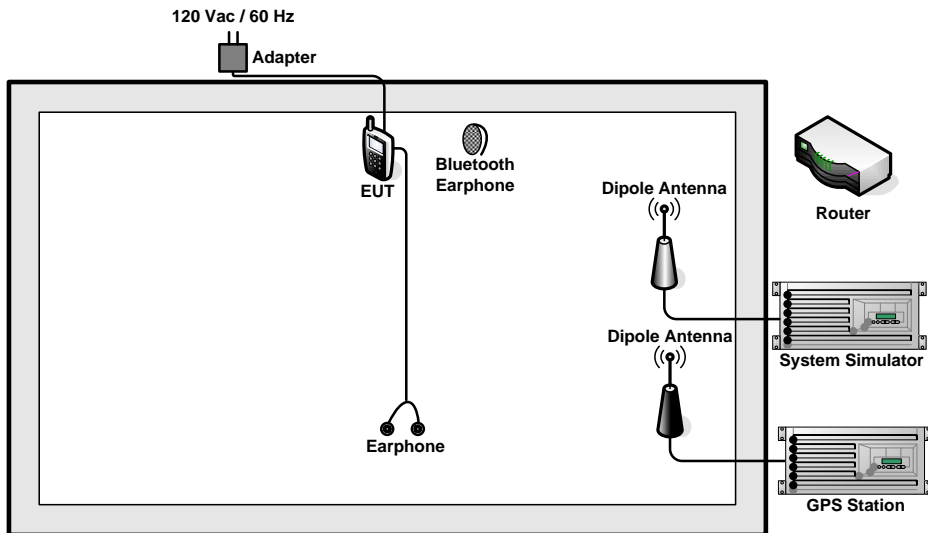 120 Vac / 60 Hz
Adapter
EUT
Bluetooth
Earphone
Dipole Antenna
Router
System Simulator
Dipole Antenna
Earphone
GPS Station